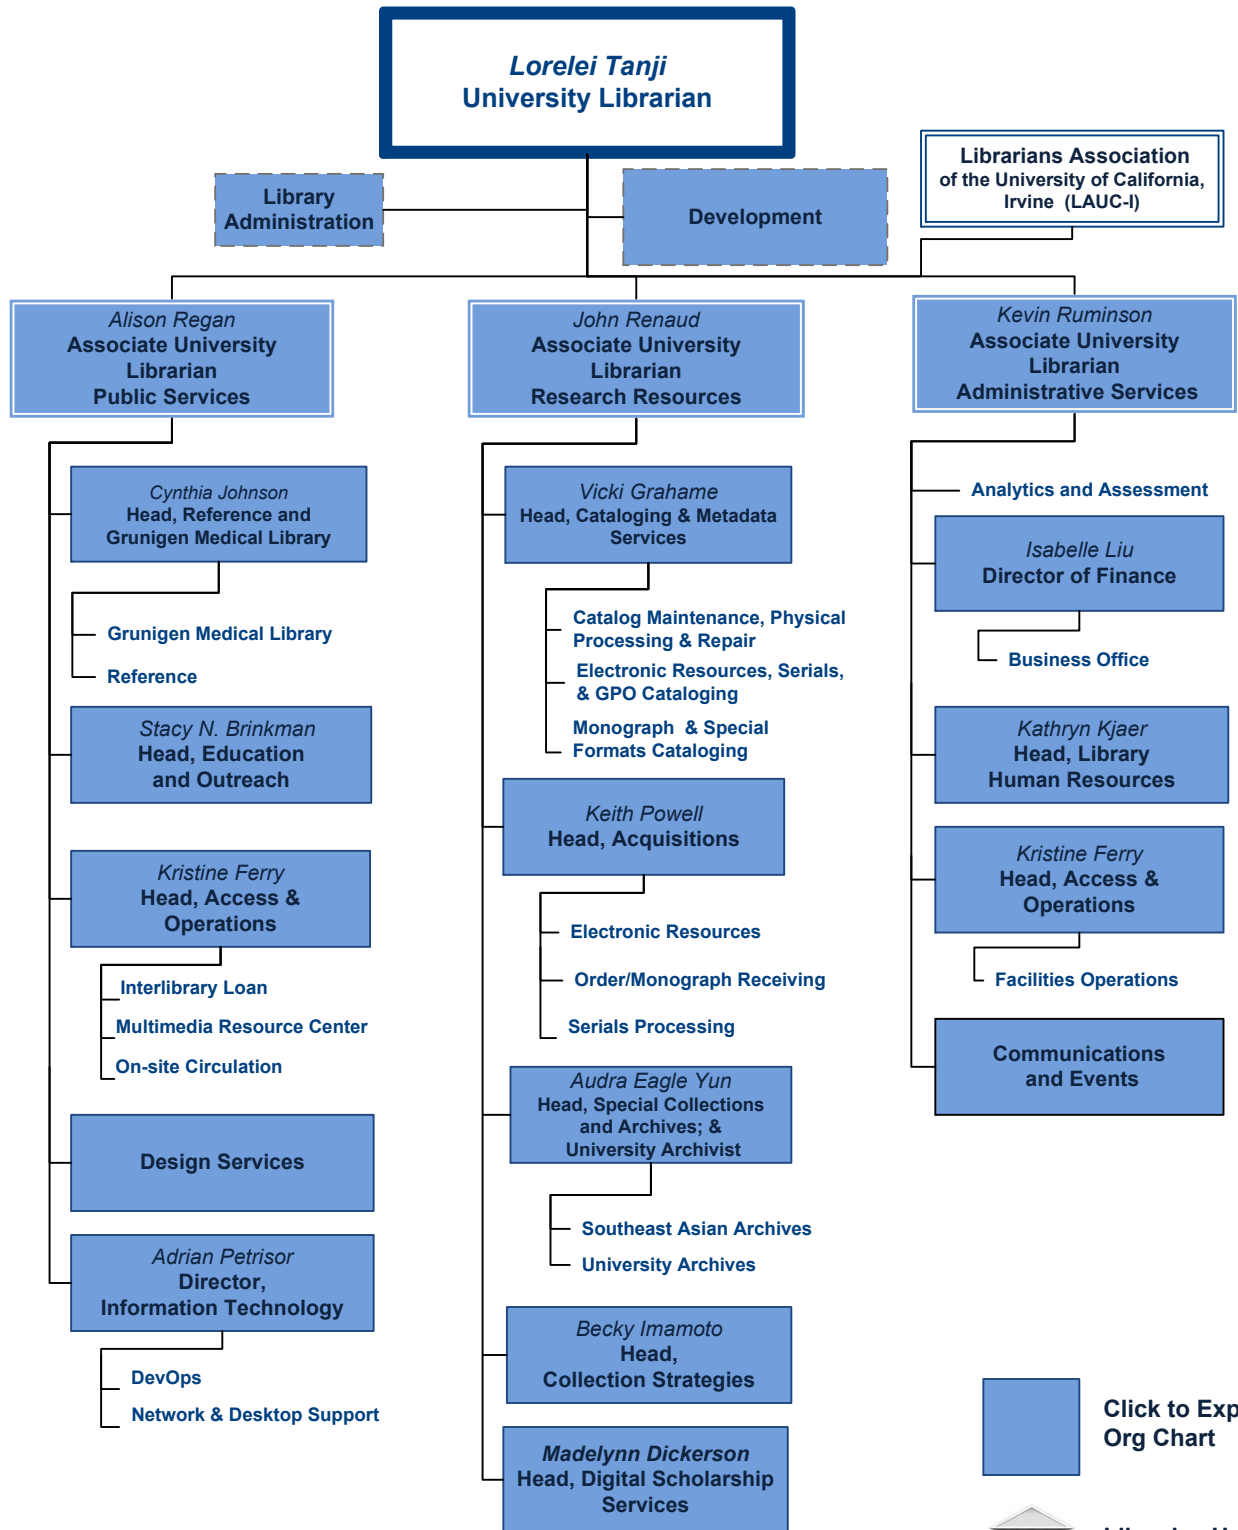 Lorelei Tanji
University Librarian
Librarians Association
of the University of California,
Irvine (LAUC-I)
Library
Administration
Development
Alison Regan
Associate University
Librarian
Public Services
Cynthia Johnson
Head, Reference and
Grunigen Medical Library
Grunigen Medical Library
Reference
Stacy N. Brinkman
Head, Education
and Outreach
Kristine Ferry
Head, Access &
Operations
Interlibrary Loan
Multimedia Resource Center
On-site Circulation
Design Services
Adrian Petrisor
Director,
Information Technology
DevOps
Network & Desktop Support
John Renaud
Associate University
Librarian
Research Resources
Vicki Grahame
Head, Cataloging & Metadata
Services
Catalog Maintenance, Physical
Processing & Repair
Electronic Resources, Serials,
& GPO Cataloging
Monograph & Special
Formats Cataloging
Keith Powell
Head, Acquisitions
Electronic Resources
Order/Monograph Receiving
Serials Processing
Audra Eagle Yun
Head, Special Collections
and Archives; &
University Archivist
Southeast Asian Archives
University Archives
Becky Imamoto
Head,
Collection Strategies
Madelynn Dickerson
Head, Digital Scholarship
Services
Kevin Ruminson
Associate University
Librarian
Administrative Services
Analytics and Assessment
Isabelle Liu
Director of Finance
Business Office
Kathryn Kjaer
Head, Library
Human Resources
Kristine Ferry
Head, Access &
Operations
Facilities Operations
Communications
and Events
Click to Exp
Org Chart